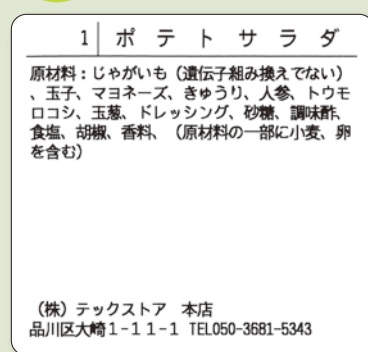 1 ポテトサラダ
原材料：じゃがいも（遺伝子組み換えでない）
、玉子、マヨネーズ、きゅうり、人参、トウモ
ロコシ、玉葱、ドレッシング、砂糖、調味酢、
食塩、胡椒、香料、（原材料の一部に小麦、卵
を含む）
（株）テックストア　本店
品川区大崎1-11-1 TEL050-3681-5343